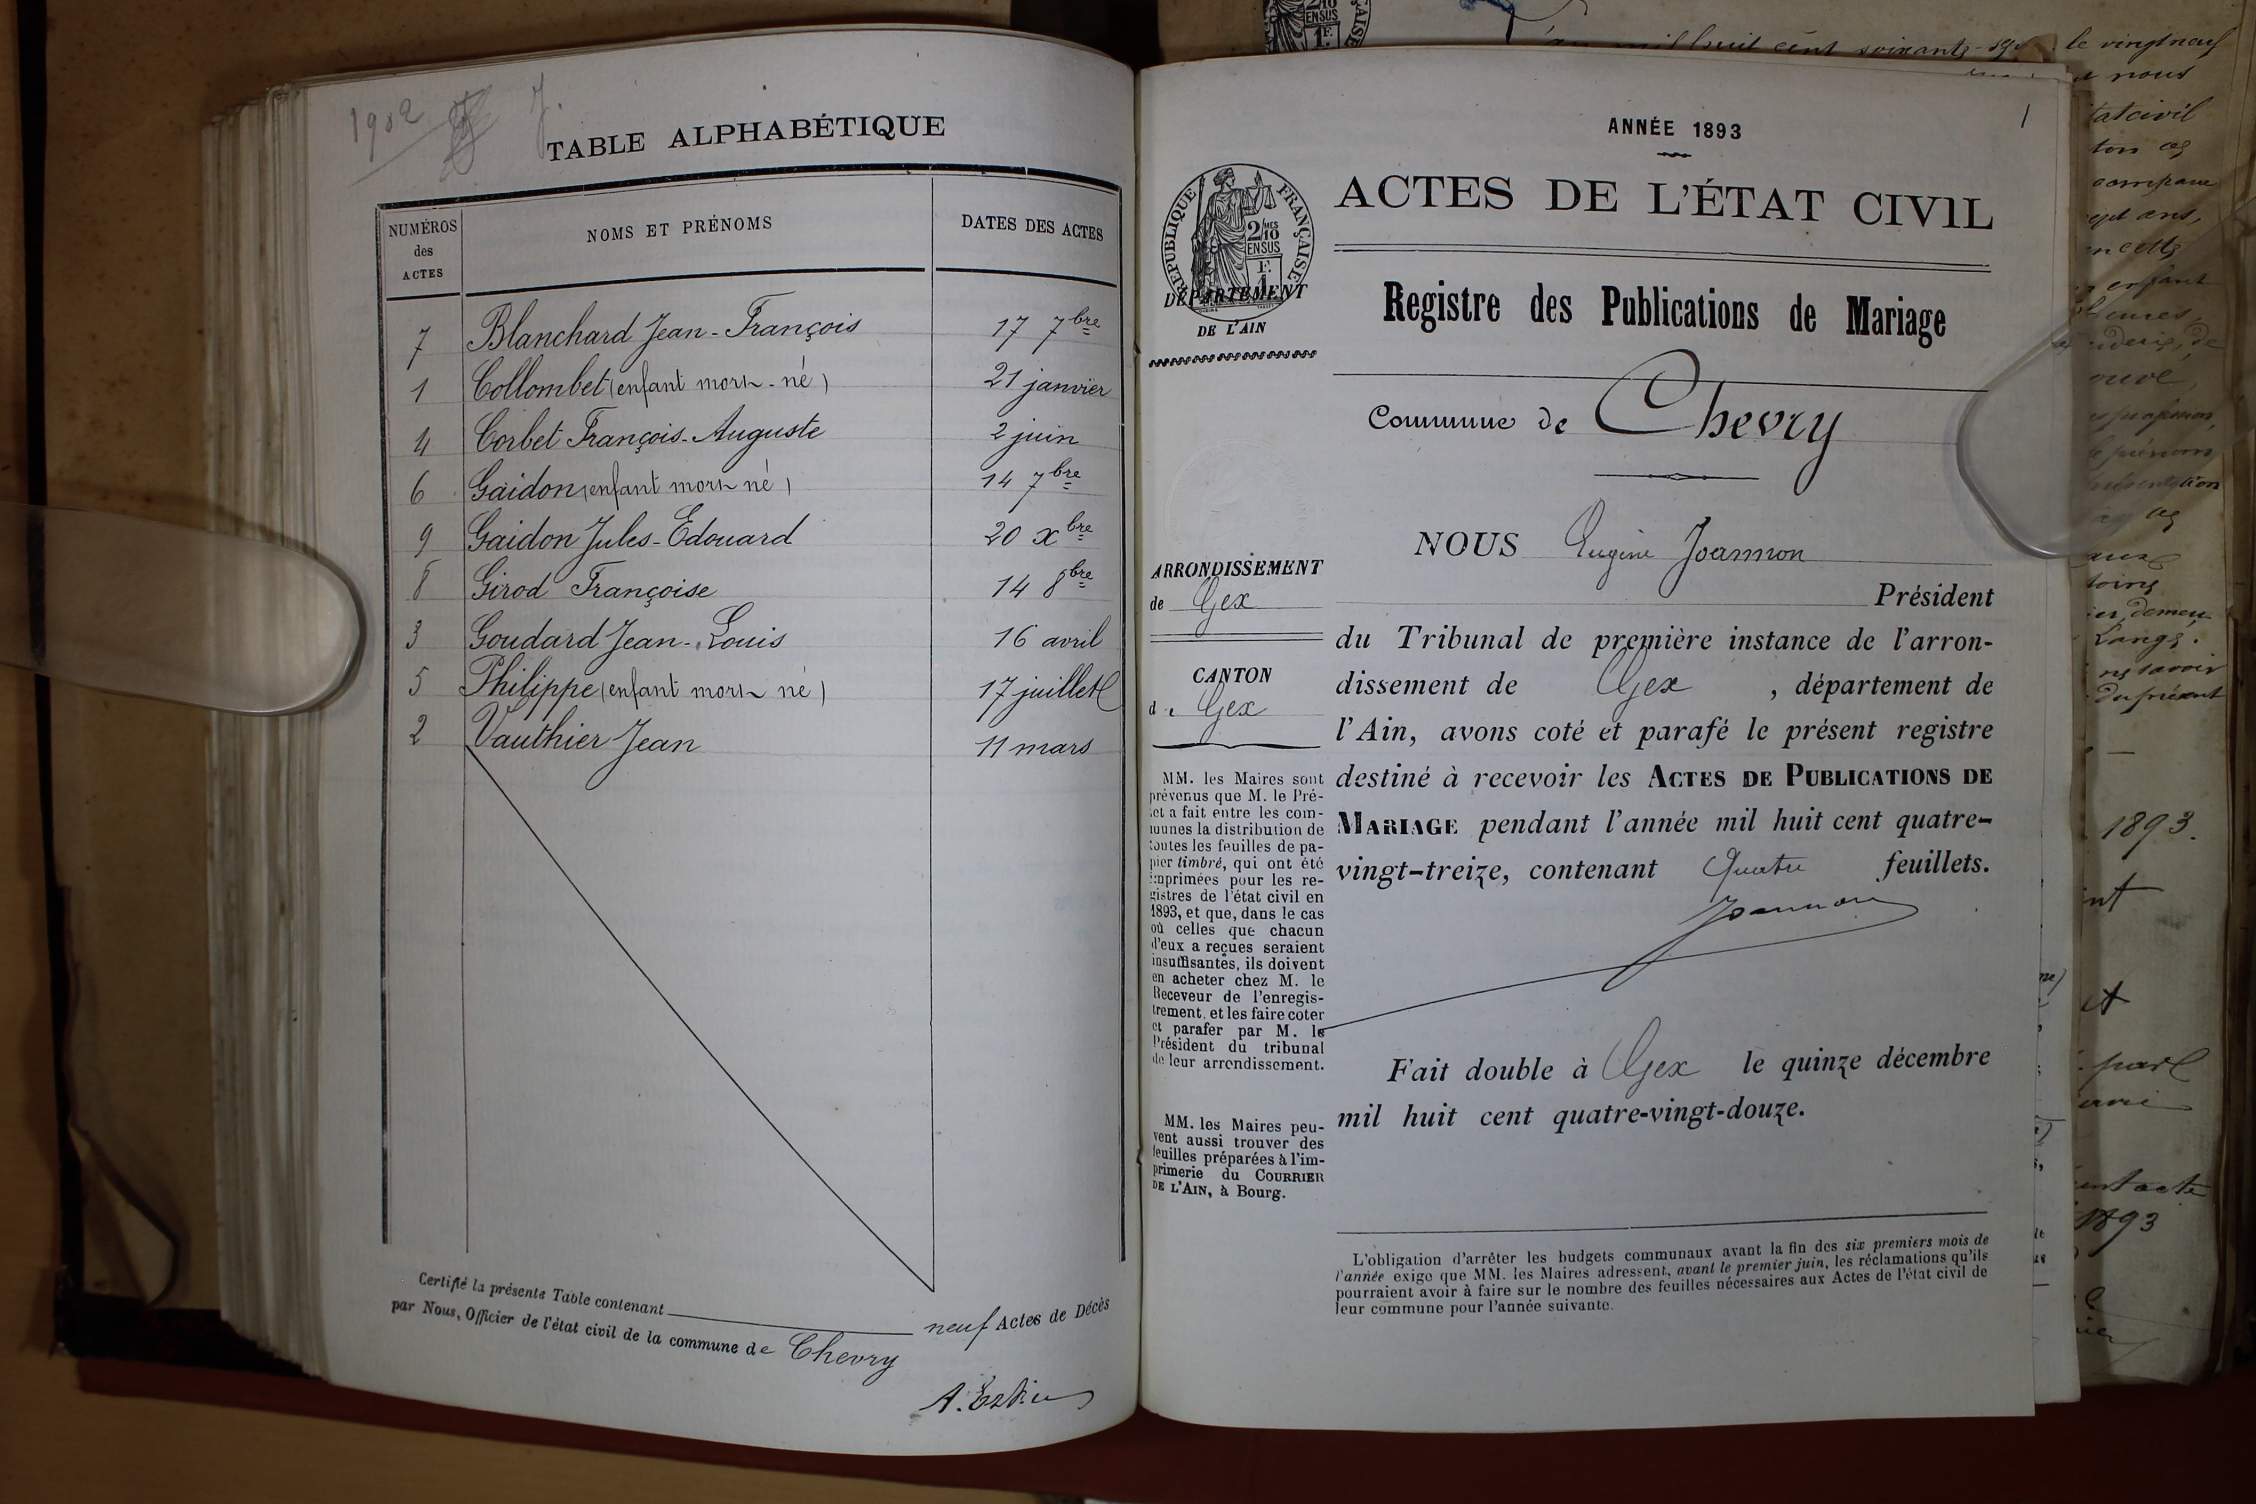 1902
TABLE ALPHABÉTIQUE
NUMÉROS
des
ACTES
NOMS ET PRÉNOMS
DATES DES ACTES
7 Blanchard Jean-François 17 7bre
1 Collombet (enfant mort-né) 21 janvier
4 Corbet François-Auguste 2 juin
6 Gaidon (enfant mort né) 14 7bre
9 Gaidon Jules-Edouard 20 xbre
8 Girod Françoise 14 8bre
3 Goudard Jean-Louis 16 avril
5 Philippe (enfant mort né) 17 juillet
2 Vauthier Jean 11 mars
Certifié la présente Table contenant neuf Actes de Décès
par Nous, Officier de l'état civil de la commune de Chevry
1
ANNÉE 1893
ACTES DE L'ÉTAT CIVIL
RÉPUBLIQUE FRANÇAISE
2/10 MES
EN SUS
1 F.
DÉPARTEMENT
DE L'AIN
Registre des Publications de Mariage
Commune de Chevry
ARRONDISSEMENT
de Gex
CANTON
de Gex
MM. les Maires sont
prévenus que M. le Pré-
fet a fait entre les com-
munes la distribution de
toutes les feuilles de pa-
pier timbré, qui ont été
imprimées pour les re-
gistres de l'état civil en
1893, et que, dans le cas
où celles que chacun
d'eux a reçues seraient
insuffisantes, ils doivent
en acheter chez M. le
Receveur de l'enregis-
trement, et les faire coter
et parafer par M. le
Président du tribunal
de leur arrondissement.
MM. les Maires peu-
vent aussi trouver des
feuilles préparées à l'im-
primerie du COURRIER
DE L'AIN, à Bourg.
NOUS Eugène Joannon
Président
du Tribunal de première instance de l'arron-
dissement de Gex, département de
l'Ain, avons coté et parafé le présent registre
destiné à recevoir les ACTES DE PUBLICATIONS DE
MARIAGE pendant l'année mil huit cent quatre-
vingt-treize, contenant Quatre feuillets.
Joannon
Fait double à Gex le quinze décembre
mil huit cent quatre-vingt-douze.
L'obligation d'arrêter les budgets communaux avant la fin des six premiers mois de
l'année exige que MM. les Maires adressent, avant le premier juin, les réclamations qu'ils
pourraient avoir à faire sur le nombre des feuilles nécessaires aux Actes de l'état civil de
leur commune pour l'année suivante.
le vingt neuf
nous
1893.
1893